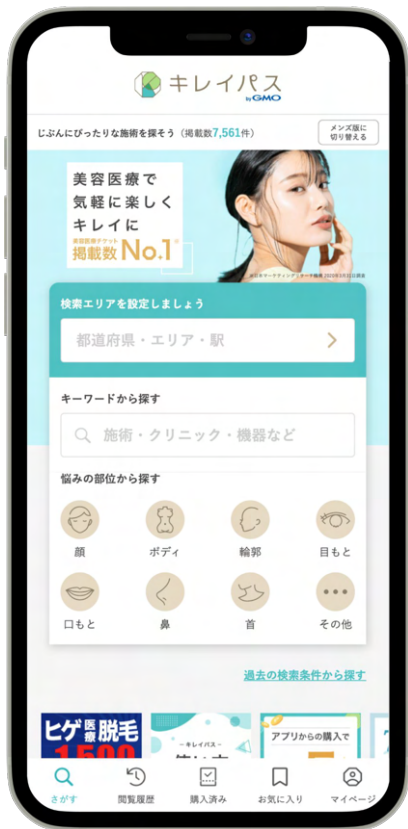 キレイパス
by GMO
じぶんにぴったりな施術を探そう（掲載数7,561件）
メンズ版に
切り替える
美容医療で
気軽に楽しく
キレイに
美容医療チケット
掲載数No.1※
検索エリアを設定しましょう
都道府県・エリア・駅
キーワードから探す
施術・クリニック・機器など
悩みの部位から探す
顔 ボディ 輪郭 目もと
口もと 鼻 首 その他
過去の検索条件から探す
ヒゲ医療脱毛
1,500
-キレイパス-
アプリからの購入で
さがす 閲覧履歴 購入済み お気に入り マイページ